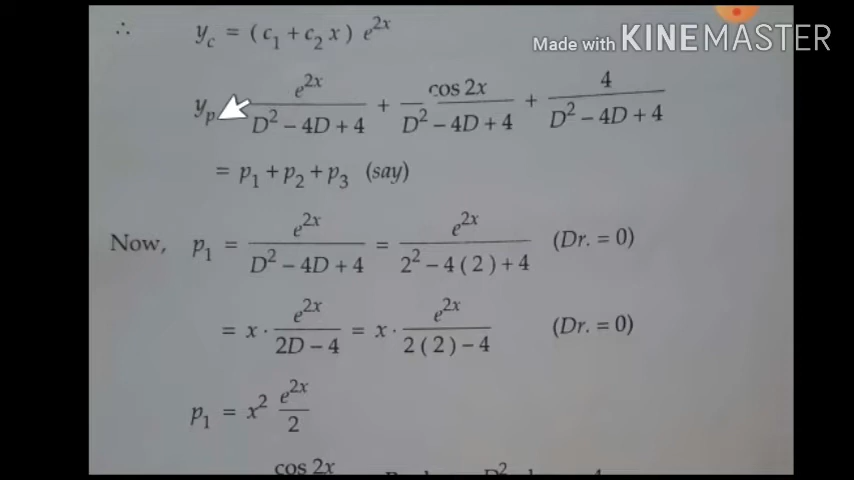 ∴ y_c = (c_1 + c_2 x) e^{2x}
Made with KINEMASTER
y_p e^{2x} / (D^2 − 4D + 4) + cos 2x / (D^2 − 4D + 4) + 4 / (D^2 − 4D + 4)
= p_1 + p_2 + p_3 (say)
Now, p_1 = e^{2x} / (D^2 − 4D + 4) = e^{2x} / (2^2 − 4 ( 2 ) + 4) (Dr. = 0)
= x · e^{2x} / (2D − 4) = x · e^{2x} / (2 ( 2 ) − 4) (Dr. = 0)
p_1 = x^2 e^{2x} / 2
cos 2x